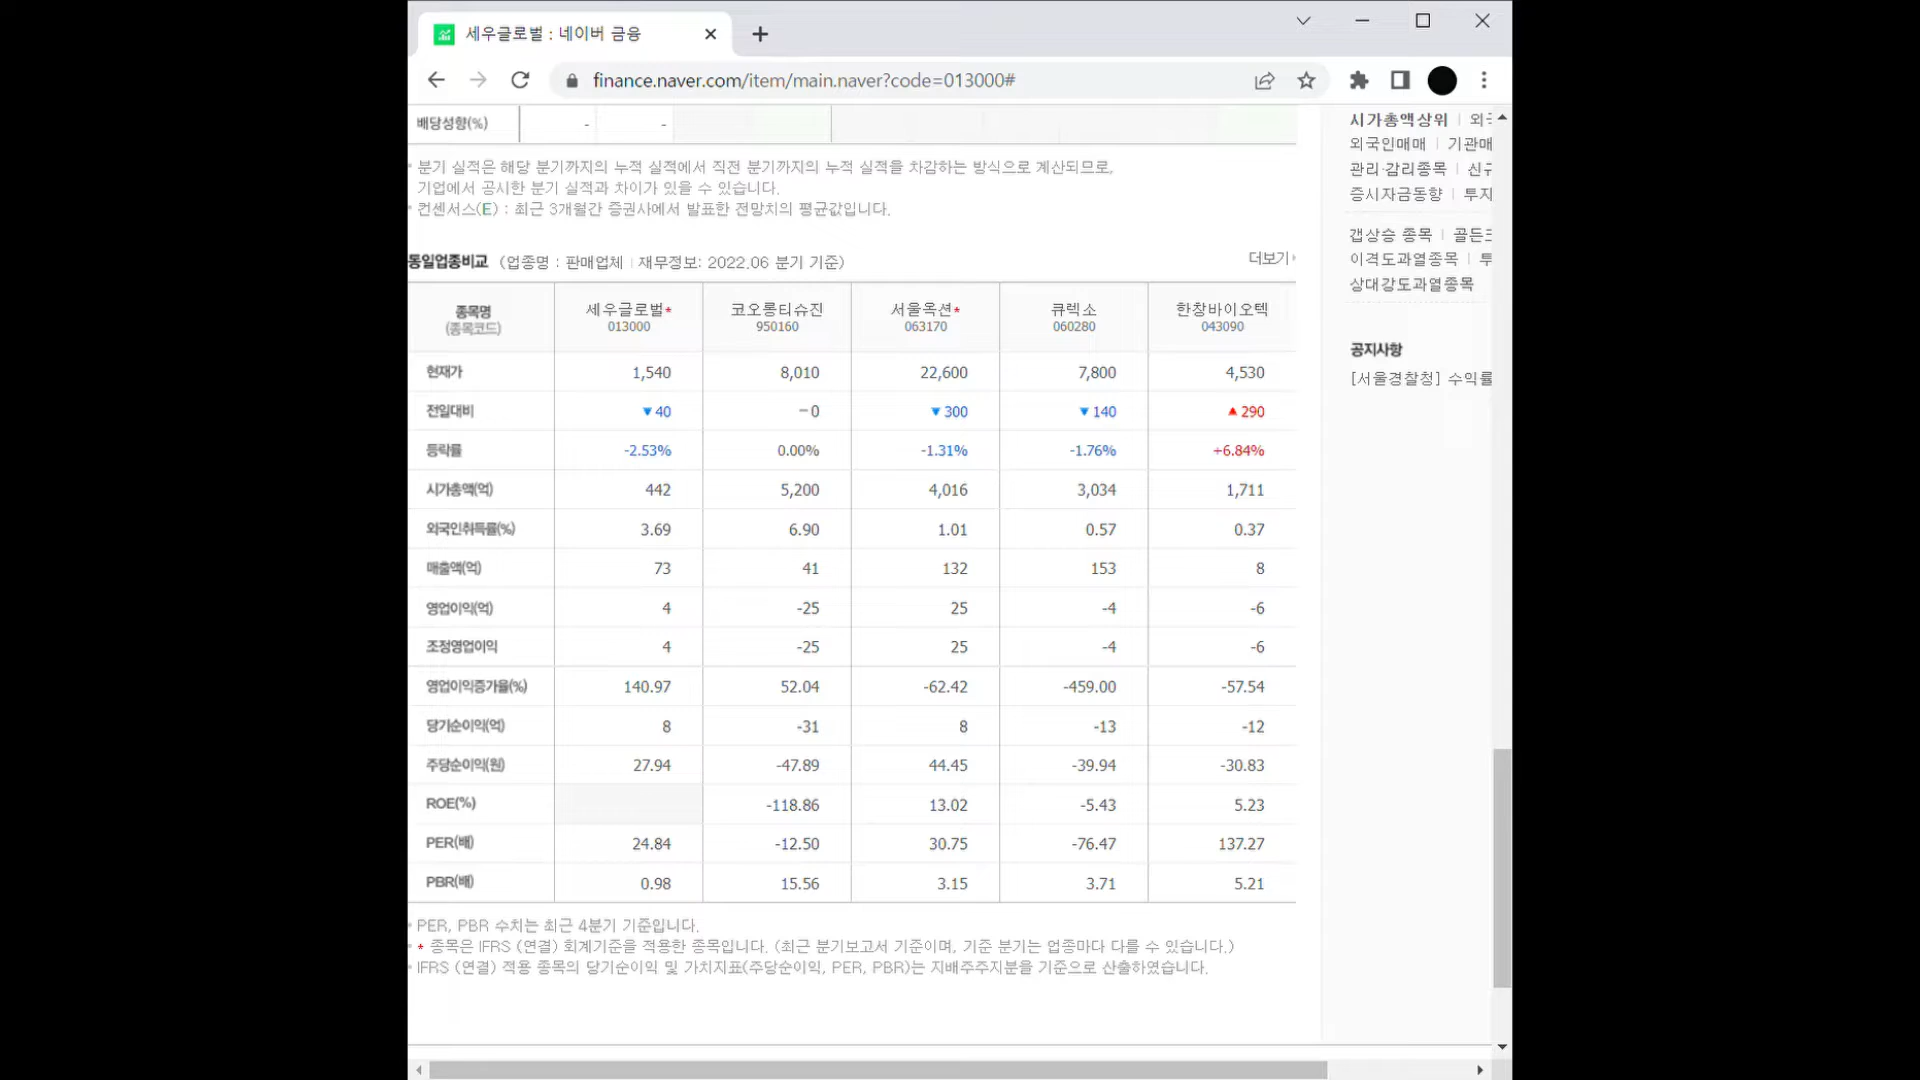 세우글로벌 : 네이버 금융
finance.naver.com/item/main.naver?code=013000#
배당성향(%) - -
분기 실적은 해당 분기까지의 누적 실적에서 직전 분기까지의 누적 실적을 차감하는 방식으로 계산되므로,
기업에서 공시한 분기 실적과 차이가 있을 수 있습니다.
컨센서스(E) : 최근 3개월간 증권사에서 발표한 전망치의 평균값입니다.
동일업종비교 (업종명 : 판매업체 | 재무정보: 2022.06 분기 기준) 더보기
종목명 세우글로벌* 코오롱티슈진 서울옥션* 큐렉소 한창바이오텍
(종목코드) 013000 950160 063170 060280 043090
현재가 1,540 8,010 22,600 7,800 4,530
전일대비 ▼40 −0 ▼300 ▼140 ▲290
등락률 -2.53% 0.00% -1.31% -1.76% +6.84%
시가총액(억) 442 5,200 4,016 3,034 1,711
외국인취득률(%) 3.69 6.90 1.01 0.57 0.37
매출액(억) 73 41 132 153 8
영업이익(억) 4 -25 25 -4 -6
조정영업이익 4 -25 25 -4 -6
영업이익증가율(%) 140.97 52.04 -62.42 -459.00 -57.54
당기순이익(억) 8 -31 8 -13 -12
주당순이익(원) 27.94 -47.89 44.45 -39.94 -30.83
ROE(%) -118.86 13.02 -5.43 5.23
PER(배) 24.84 -12.50 30.75 -76.47 137.27
PBR(배) 0.98 15.56 3.15 3.71 5.21
PER, PBR 수치는 최근 4분기 기준입니다.
* 종목은 IFRS (연결) 회계기준을 적용한 종목입니다. (최근 분기보고서 기준이며, 기준 분기는 업종마다 다를 수 있습니다.)
IFRS (연결) 적용 종목의 당기순이익 및 가치지표(주당순이익, PER, PBR)는 지배주주지분을 기준으로 산출하였습니다.
시가총액상위 |
외국인매매 | 기관매
관리·감리종목 | 신규
증시자금동향 | 투자
갭상승 종목 | 골든
이격도과열종목 | 투
상대강도과열종목
공지사항
[서울경찰청] 수익률